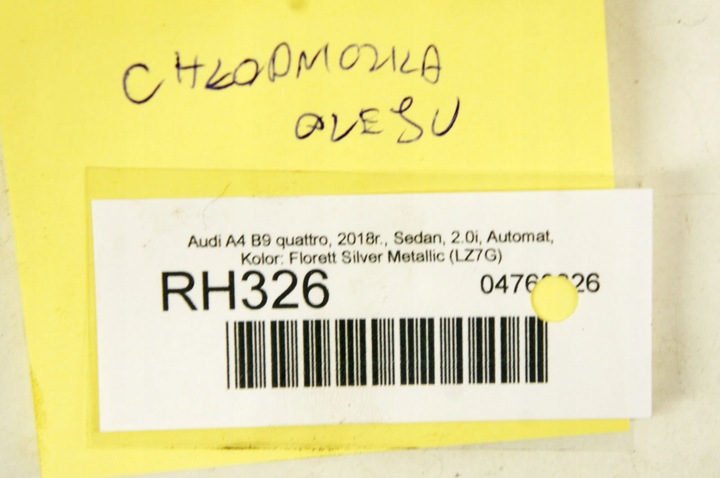 CHŁODNICZKA
OLEJU
Audi A4 B9 quattro, 2018r., Sedan, 2.0i, Automat,
Kolor: Florett Silver Metallic (LZ7G)
RH326